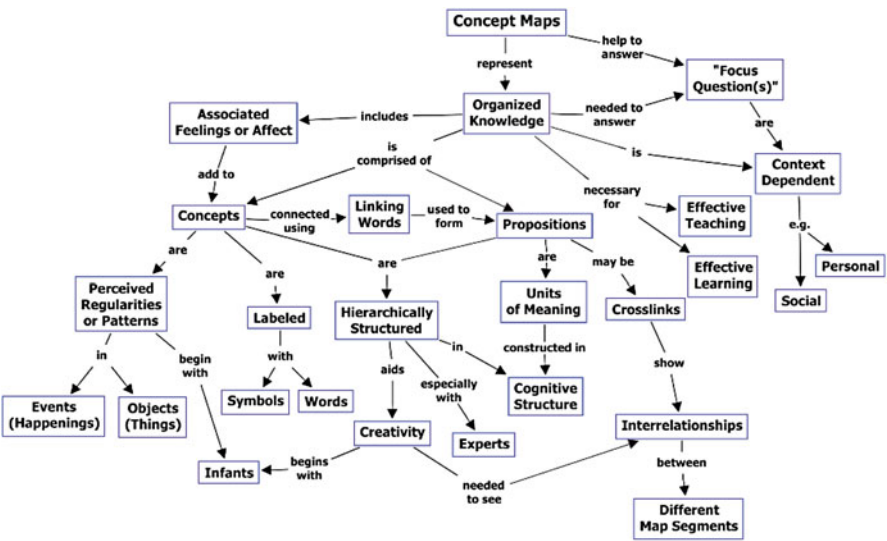 Concept Maps
help to
answer
represent
"Focus
Question(s)"
Organized
Knowledge
needed to
answer
Associated
Feelings or Affect
includes
are
is
comprised of
is
Context
Dependent
add to
necessary
for
Concepts
connected
using
Linking
Words
used to
form
Propositions
Effective
Teaching
e.g.
are
are
are
are
may be
Personal
Effective
Learning
Social
Perceived
Regularities
or Patterns
Labeled
Hierarchically
Structured
Units
of Meaning
Crosslinks
in
begin
with
with
aids
in
constructed in
show
especially
with
Events
(Happenings)
Objects
(Things)
Symbols
Words
Cognitive
Structure
Creativity
Experts
Interrelationships
Infants
begins
with
needed
to see
between
Different
Map Segments